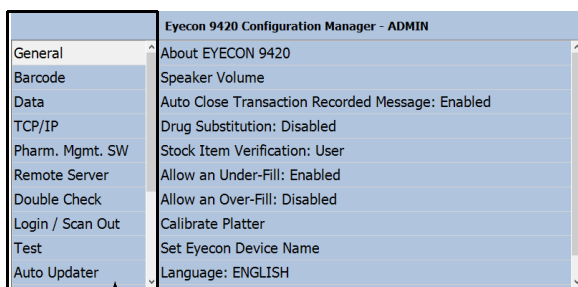 Eyecon 9420 Configuration Manager - ADMIN
General
Barcode
Data
TCP/IP
Pharm. Mgmt. SW
Remote Server
Double Check
Login / Scan Out
Test
Auto Updater
About EYECON 9420
Speaker Volume
Auto Close Transaction Recorded Message: Enabled
Drug Substitution: Disabled
Stock Item Verification: User
Allow an Under-Fill: Enabled
Allow an Over-Fill: Disabled
Calibrate Platter
Set Eyecon Device Name
Language: ENGLISH